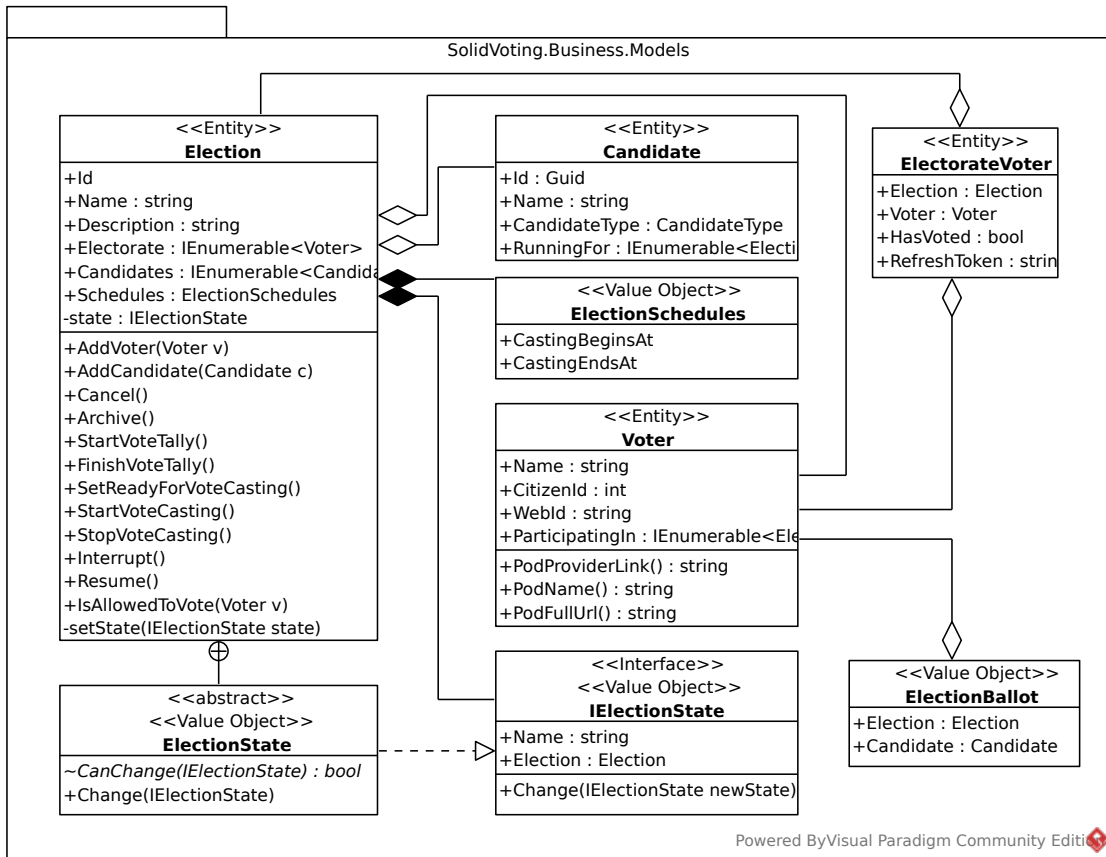 SolidVoting.Business.Models
<<Entity>>
Election
+Id
+Name : string
+Description : string
+Electorate : IEnumerable<Voter>
+Candidates : IEnumerable<Candida
+Schedules : ElectionSchedules
-state : IElectionState
+AddVoter(Voter v)
+AddCandidate(Candidate c)
+Cancel()
+Archive()
+StartVoteTally()
+FinishVoteTally()
+SetReadyForVoteCasting()
+StartVoteCasting()
+StopVoteCasting()
+Interrupt()
+Resume()
+IsAllowedToVote(Voter v)
-setState(IElectionState state)
<<Entity>>
Candidate
+Id : Guid
+Name : string
+CandidateType : CandidateType
+RunningFor : IEnumerable<Electi
<<Entity>>
ElectorateVoter
+Election : Election
+Voter : Voter
+HasVoted : bool
+RefreshToken : strin
<<Value Object>>
ElectionSchedules
+CastingBeginsAt
+CastingEndsAt
<<Entity>>
Voter
+Name : string
+CitizenId : int
+WebId : string
+ParticipatingIn : IEnumerable<Ele
+PodProviderLink() : string
+PodName() : string
+PodFullUrl() : string
<<abstract>>
<<Value Object>>
ElectionState
~CanChange(IElectionState) : bool
+Change(IElectionState)
<<Interface>>
<<Value Object>>
IElectionState
+Name : string
+Election : Election
+Change(IElectionState newState)
<<Value Object>>
ElectionBallot
+Election : Election
+Candidate : Candidate
Powered ByVisual Paradigm Community Edition